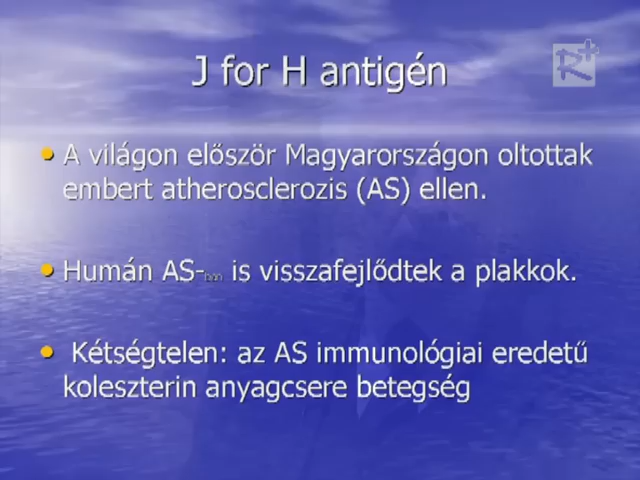 J for H antigén
R+
• A világon először Magyarországon oltottak
embert atherosclerozis (AS) ellen.
• Humán AS-ban is visszafejlődtek a plakkok.
• Kétségtelen: az AS immunológiai eredetű
koleszterin anyagcsere betegség